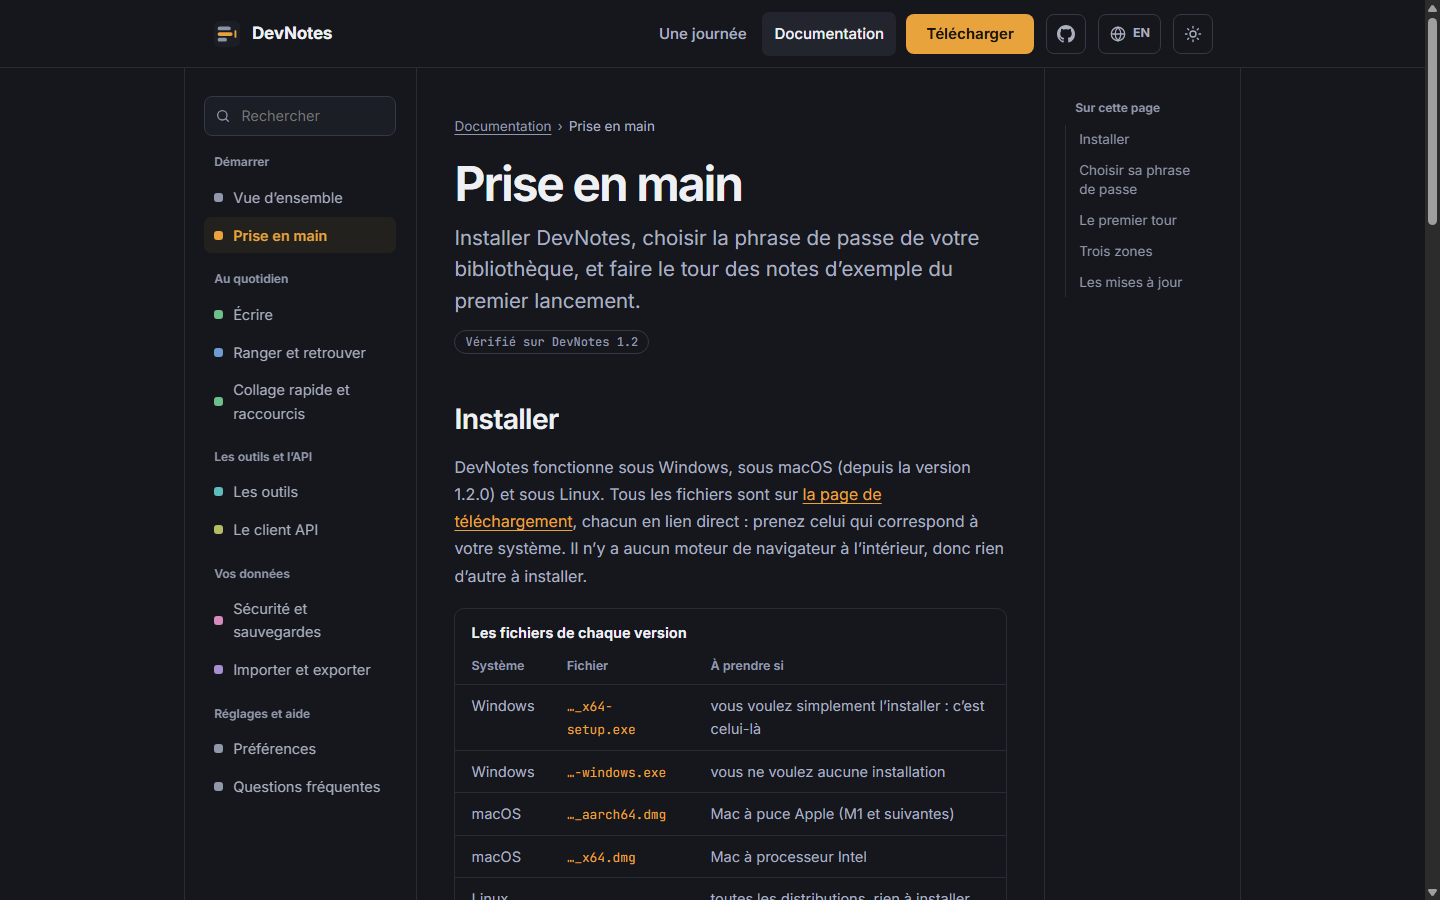 DevNotes
Une journée
Documentation
Télécharger
EN
Rechercher
Démarrer
Vue d’ensemble
Prise en main
Au quotidien
Écrire
Ranger et retrouver
Collage rapide et
raccourcis
Les outils et l’API
Les outils
Le client API
Vos données
Sécurité et
sauvegardes
Importer et exporter
Réglages et aide
Préférences
Questions fréquentes
Documentation › Prise en main
Prise en main
Installer DevNotes, choisir la phrase de passe de votre
bibliothèque, et faire le tour des notes d’exemple du
premier lancement.
Vérifié sur DevNotes 1.2
Installer
DevNotes fonctionne sous Windows, sous macOS (depuis la version
1.2.0) et sous Linux. Tous les fichiers sont sur la page de
téléchargement, chacun en lien direct : prenez celui qui correspond à
votre système. Il n’y a aucun moteur de navigateur à l’intérieur, donc rien
d’autre à installer.
Les fichiers de chaque version
Système Fichier À prendre si
Windows …_x64- vous voulez simplement l’installer : c’est
setup.exe celui-là
Windows …-windows.exe vous ne voulez aucune installation
macOS …_aarch64.dmg Mac à puce Apple (M1 et suivantes)
macOS …_x64.dmg Mac à processeur Intel
Linux toutes les distributions, rien à installer
Sur cette page
Installer
Choisir sa phrase
de passe
Le premier tour
Trois zones
Les mises à jour